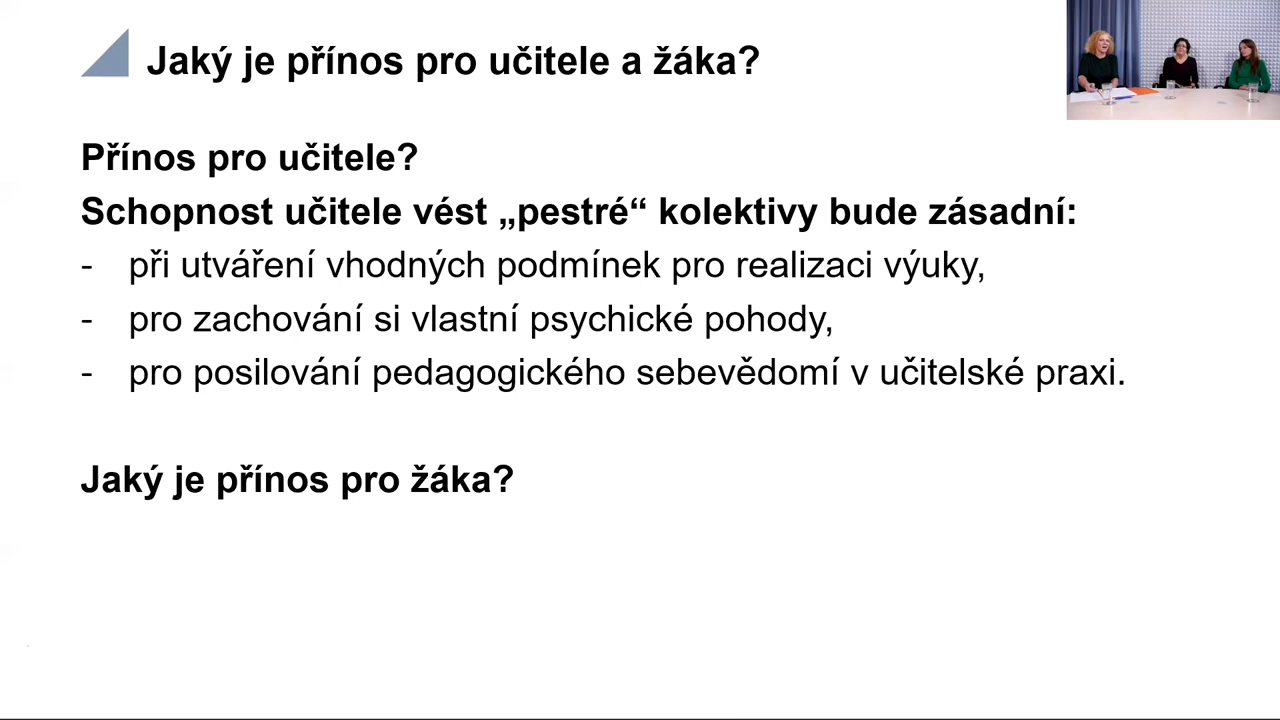 Jaký je přínos pro učitele a žáka?
Přínos pro učitele?
Schopnost učitele vést „pestré“ kolektivy bude zásadní:
- při utváření vhodných podmínek pro realizaci výuky,
- pro zachování si vlastní psychické pohody,
- pro posilování pedagogického sebevědomí v učitelské praxi.
Jaký je přínos pro žáka?